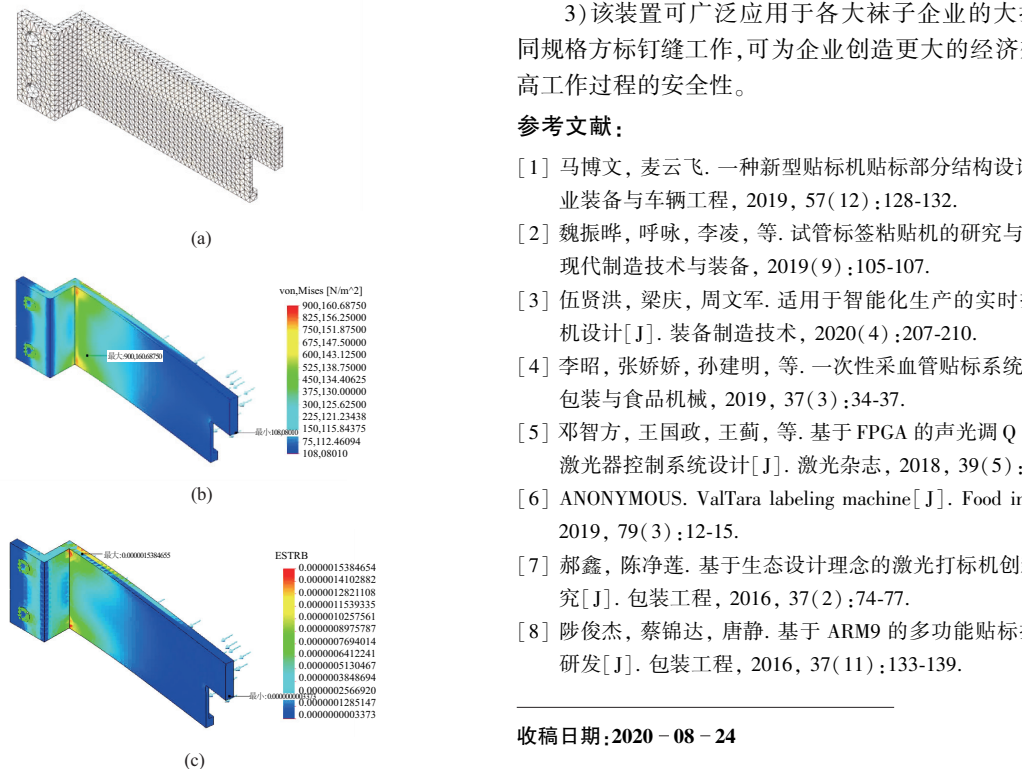 (a)
von,Mises [N/m^2]
900,160.68750
825,156.25000
750,151.87500
675,147.50000
600,143.12500
525,138.75000
450,134.40625
375,130.00000
300,125.62500
225,121.23438
150,115.84375
75,112.46094
108,08010
最大:900,160.68750
最小:108,08010
(b)
ESTRB
0.0000015384654
0.0000014102882
0.0000012821108
0.0000011539335
0.0000010257561
0.0000008975787
0.0000007694014
0.0000006412241
0.0000005130467
0.0000003848694
0.0000002566920
0.0000001285147
0.0000000003373
最大:0.0000015384655
最小:0.0000000003373
(c)
3)该装置可广泛应用于各大袜子企业的大
同规格方标钉缝工作,可为企业创造更大的经济
高工作过程的安全性。
参考文献:
[1] 马博文, 麦云飞. 一种新型贴标机贴标部分结构设
业装备与车辆工程, 2019, 57(12):128-132.
[2] 魏振晔, 呼咏, 李凌, 等. 试管标签粘贴机的研究与
现代制造技术与装备, 2019(9):105-107.
[3] 伍贤洪, 梁庆, 周文军. 适用于智能化生产的实时
机设计[J]. 装备制造技术, 2020(4):207-210.
[4] 李昭, 张娇娇, 孙建明, 等. 一次性采血管贴标系统
包装与食品机械, 2019, 37(3):34-37.
[5] 邓智方, 王国政, 王蓟, 等. 基于 FPGA 的声光调 Q
激光器控制系统设计[J]. 激光杂志, 2018, 39(5):
[6] ANONYMOUS. ValTara labeling machine[J]. Food in
2019, 79(3):12-15.
[7] 郝鑫, 陈净莲. 基于生态设计理念的激光打标机创
究[J]. 包装工程, 2016, 37(2):74-77.
[8] 陟俊杰, 蔡锦达, 唐静. 基于 ARM9 的多功能贴标
研发[J]. 包装工程, 2016, 37(11):133-139.
收稿日期:2020-08-24